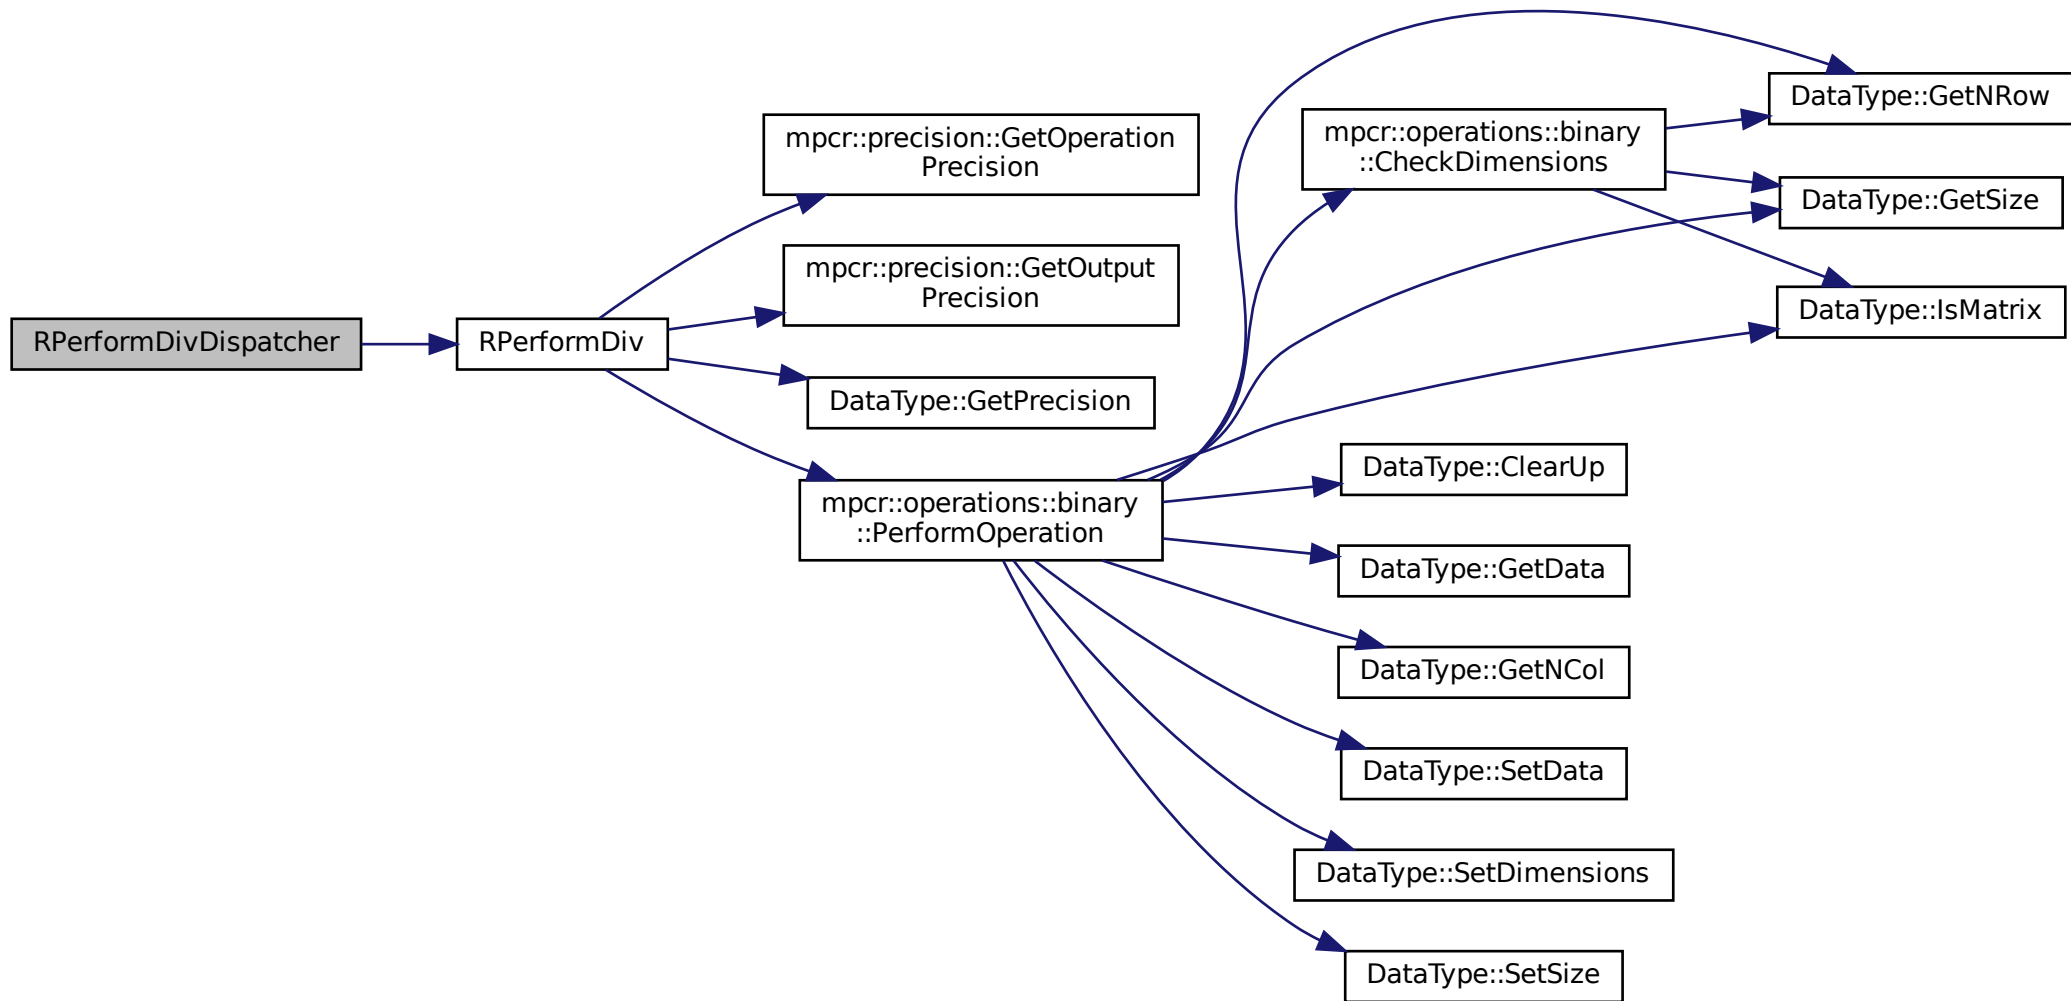 RPerformDivDispatcher
RPerformDiv
mpcr::precision::GetOperation
Precision
mpcr::precision::GetOutput
Precision
DataType::GetPrecision
mpcr::operations::binary
::PerformOperation
mpcr::operations::binary
::CheckDimensions
DataType::GetNRow
DataType::GetSize
DataType::IsMatrix
DataType::ClearUp
DataType::GetData
DataType::GetNCol
DataType::SetData
DataType::SetDimensions
DataType::SetSize